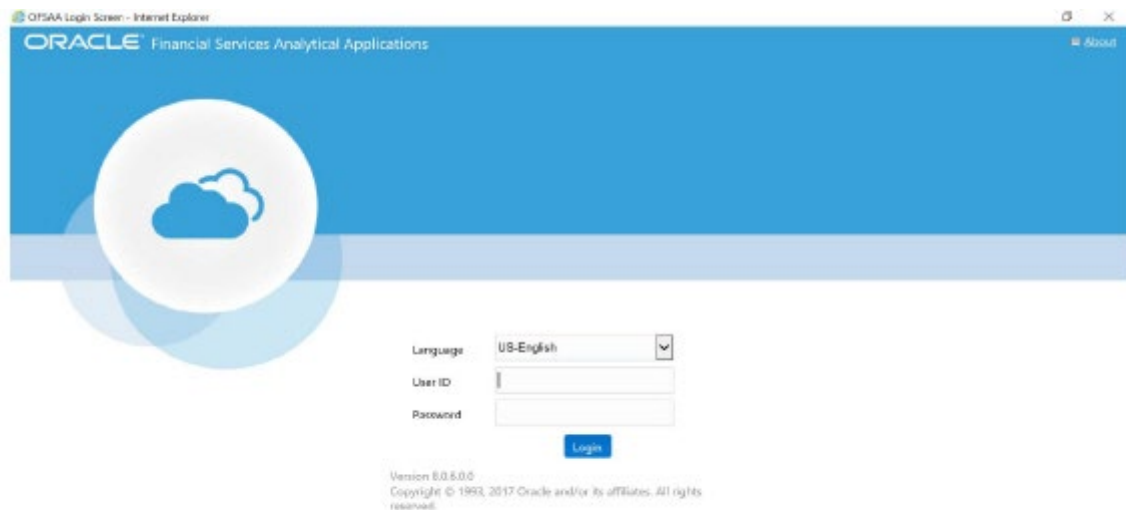 OFSAA Login Screen - Internet Explorer
ORACLE® Financial Services Analytical Applications
About
Language US-English
User ID
Password
Login
Version 8.0.6.0.0
Copyright © 1993, 2017 Oracle and/or its affiliates. All rights
reserved.